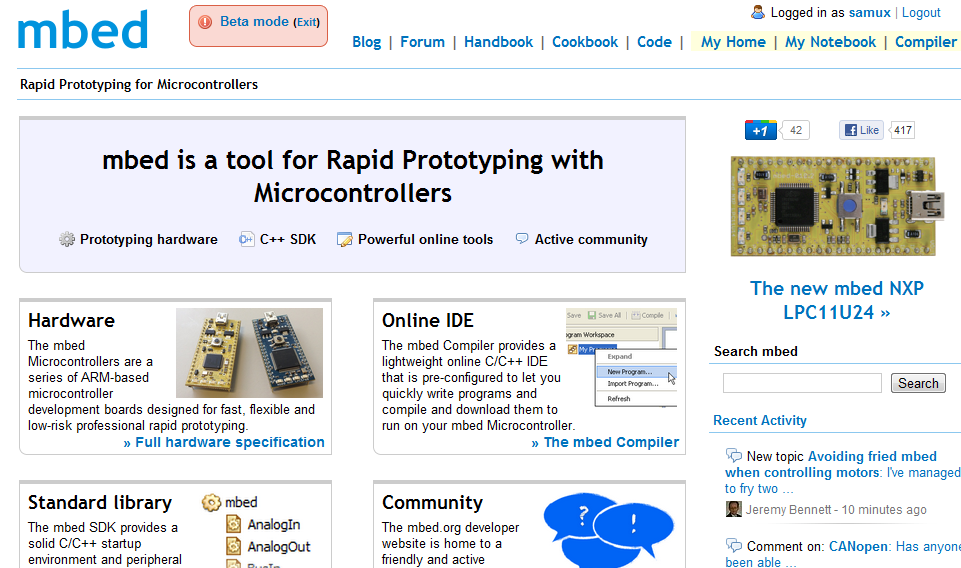 mbed
Beta mode (Exit)
Logged in as samux | Logout
Blog | Forum | Handbook | Cookbook | Code | My Home | My Notebook | Compiler
Rapid Prototyping for Microcontrollers
mbed is a tool for Rapid Prototyping with
Microcontrollers
Prototyping hardware
C++ SDK
Powerful online tools
Active community
+1
42
Like
417
The new mbed NXP
LPC11U24 »
Search mbed
Search
Recent Activity
New topic Avoiding fried mbed
when controlling motors: I've managed
to fry two ...
Jeremy Bennett - 10 minutes ago
Comment on: CANopen: Has anyone
been able ...
Hardware
The mbed
Microcontrollers are a
series of ARM-based
microcontroller
development boards designed for fast, flexible and
low-risk professional rapid prototyping.
» Full hardware specification
Online IDE
The mbed Compiler provides a
lightweight online C/C++ IDE
that is pre-configured to let you
quickly write programs and
compile and download them to
run on your mbed Microcontroller.
» The mbed Compiler
Save
Save All
Compile
ogram Workspace
Expand
New Program...
Import Program...
Refresh
Standard library
The mbed SDK provides a
solid C/C++ startup
environment and peripheral
mbed
AnalogIn
AnalogOut
Community
The mbed.org developer
website is home to a
friendly and active
?
!